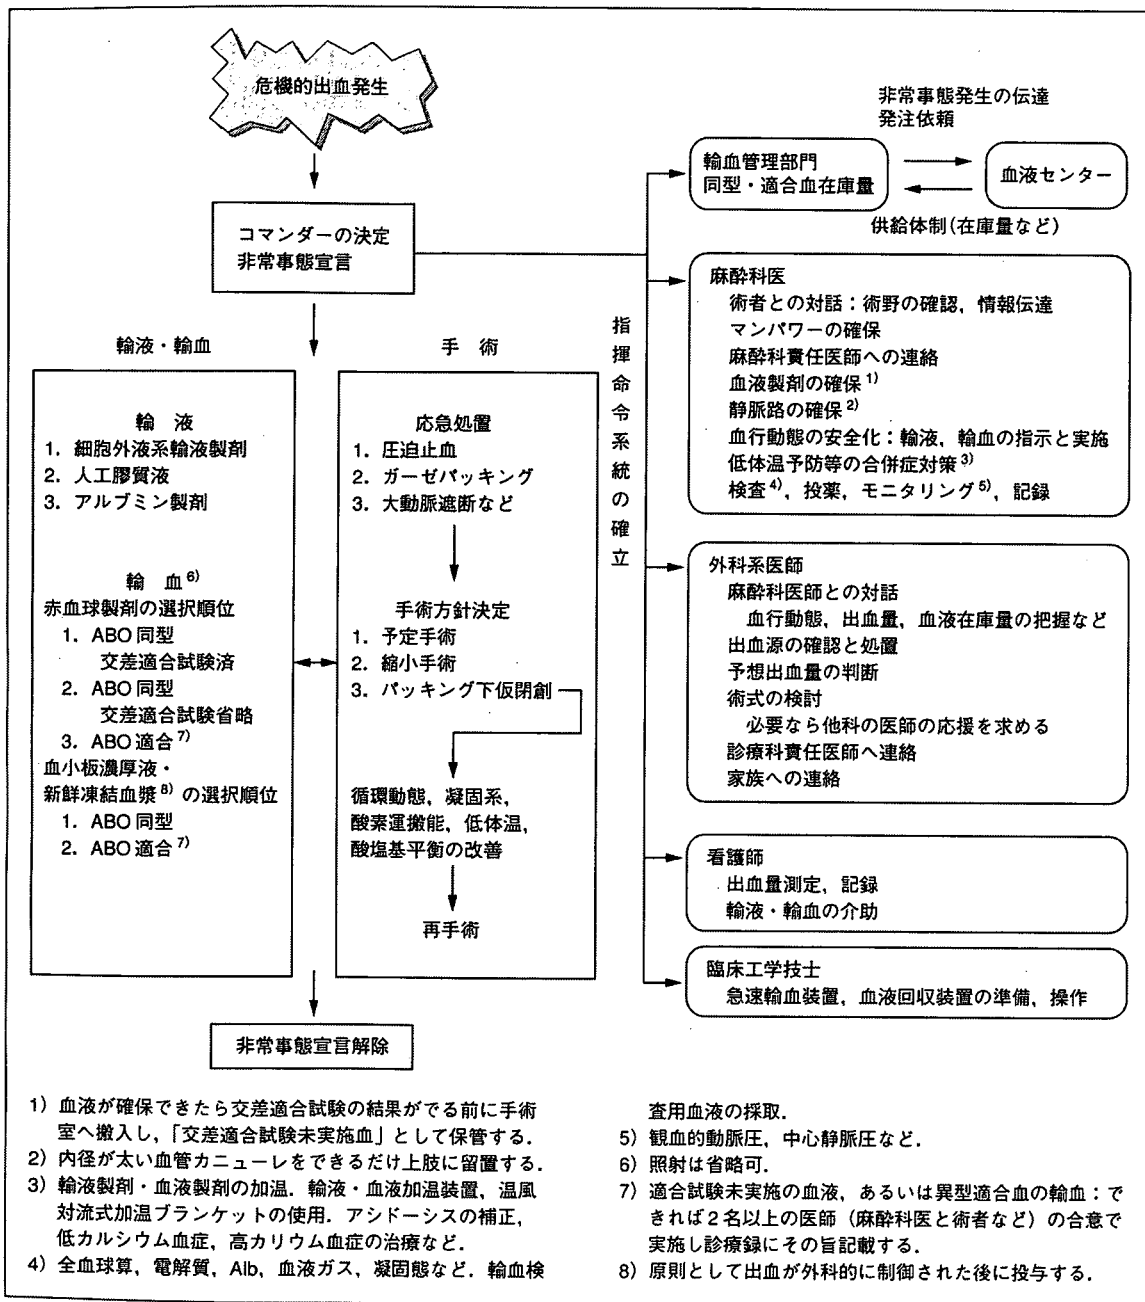 危機的出血発生
コマンダーの決定
非常事態宣言
輸液・輸血
輸 液
1. 細胞外液系輸液製剤
2. 人工膠質液
3. アルブミン製剤
輸 血6)
赤血球製剤の選択順位
1. ABO 同型
交差適合試験済
2. ABO 同型
交差適合試験省略
3. ABO 適合7)
血小板濃厚液・
新鮮凍結血漿8) の選択順位
1. ABO 同型
2. ABO 適合7)
手 術
応急処置
1. 圧迫止血
2. ガーゼパッキング
3. 大動脈遮断など
手術方針決定
1. 予定手術
2. 縮小手術
3. パッキング下仮閉創
循環動態，凝固系，
酸素運搬能，低体温，
酸塩基平衡の改善
再手術
非常事態宣言解除
指揮命令系統の確立
非常事態発生の伝達
発注依頼
輸血管理部門
同型・適合血在庫量
血液センター
供給体制(在庫量など)
麻酔科医
術者との対話：術野の確認，情報伝達
マンパワーの確保
麻酔科責任医師への連絡
血液製剤の確保1)
静脈路の確保2)
血行動態の安全化：輸液，輸血の指示と実施
低体温予防等の合併症対策3)
検査4)，投薬，モニタリング5)，記録
外科系医師
麻酔科医師との対話
血行動態，出血量，血液在庫量の把握など
出血源の確認と処置
予想出血量の判断
術式の検討
必要なら他科の医師の応援を求める
診療科責任医師へ連絡
家族への連絡
看護師
出血量測定，記録
輸液・輸血の介助
臨床工学技士
急速輸血装置，血液回収装置の準備，操作
1) 血液が確保できたら交差適合試験の結果がでる前に手術
室へ搬入し，「交差適合試験未実施血」として保管する．
2) 内径が太い血管カニューレをできるだけ上肢に留置する．
3) 輸液製剤・血液製剤の加温．輸液・血液加温装置，温風
対流式加温ブランケットの使用．アシドーシスの補正，
低カルシウム血症，高カリウム血症の治療など．
4) 全血球算，電解質，Alb，血液ガス，凝固態など．輸血検
査用血液の採取．
5) 観血的動脈圧，中心静脈圧など．
6) 照射は省略可．
7) 適合試験未実施の血液，あるいは異型適合血の輸血：で
きれば2名以上の医師（麻酔科医と術者など）の合意で
実施し診療録にその旨記載する．
8) 原則として出血が外科的に制御された後に投与する．